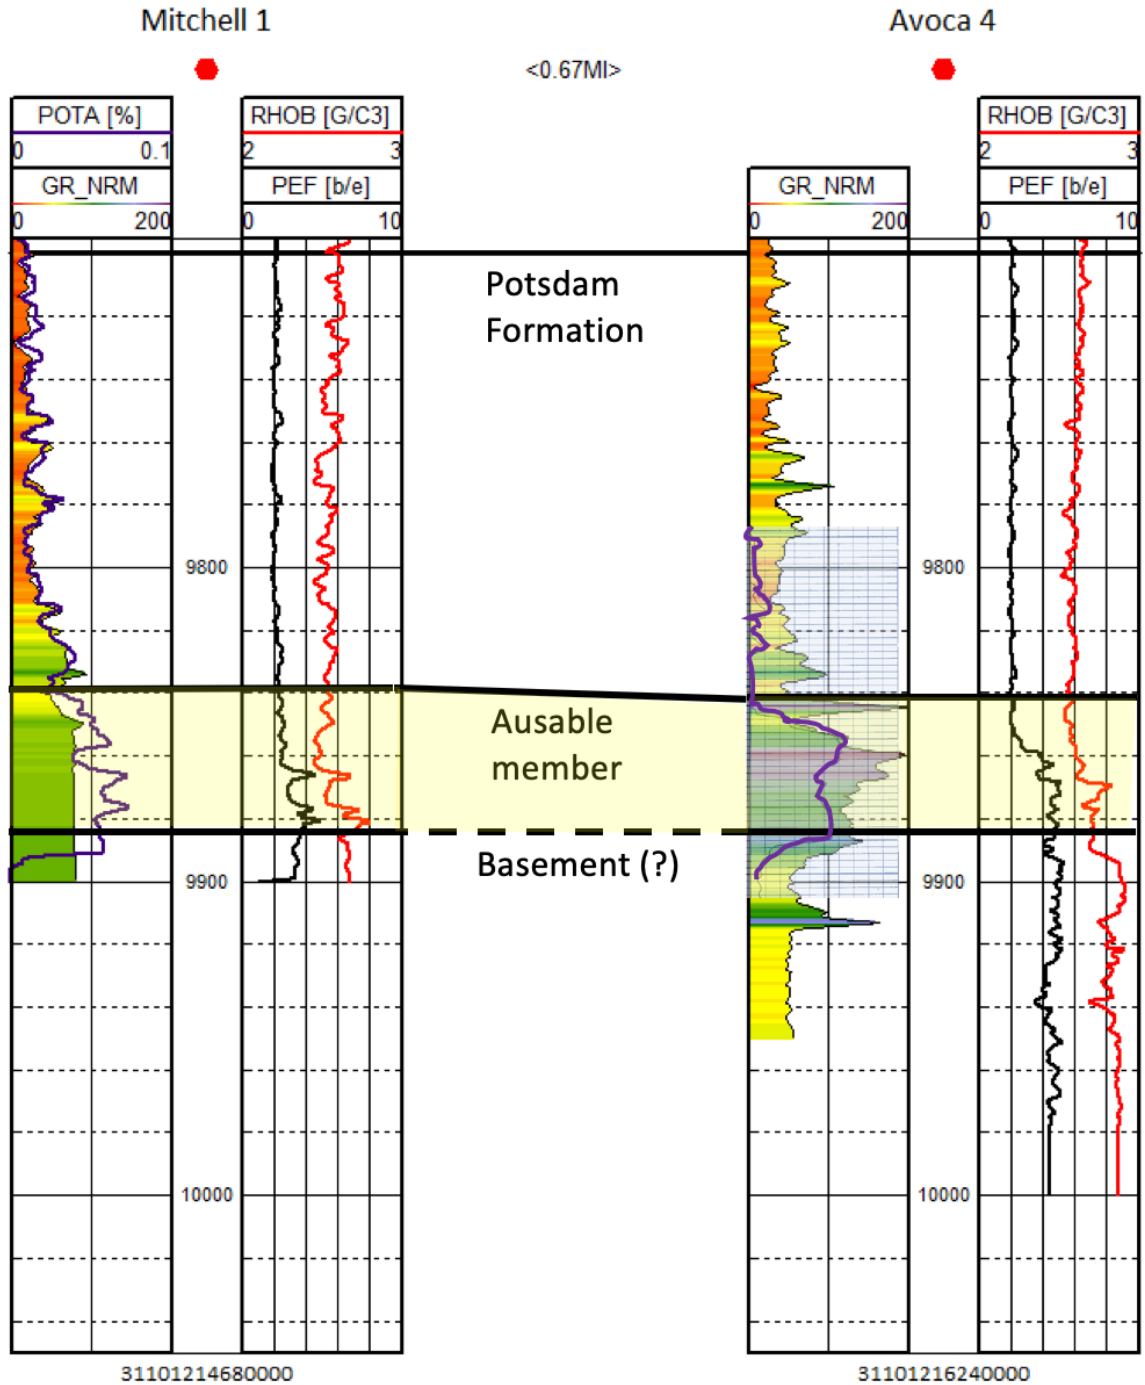 Mitchell 1
Avoca 4
<0.67MI>
POTA [%]
0 0.1
GR_NRM
0 200
RHOB [G/C3]
2 3
PEF [b/e]
0 10
GR_NRM
0 200
RHOB [G/C3]
2 3
PEF [b/e]
0 10
Potsdam
Formation
9800
9800
Ausable
member
Basement (?)
9900
9900
10000
10000
31101214680000
31101216240000